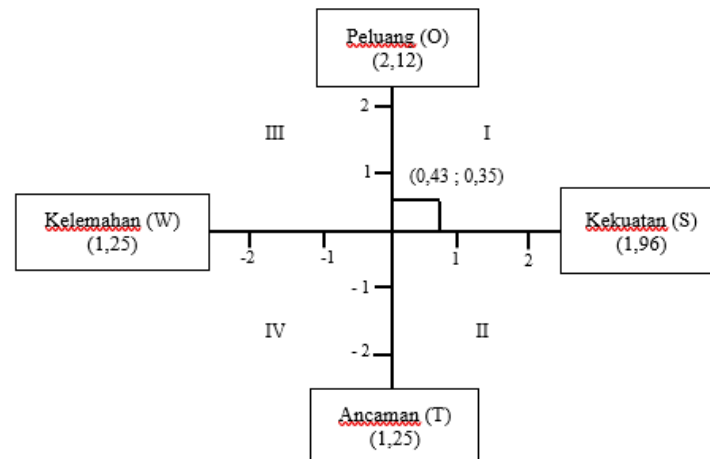 Peluang (O)
(2,12)
2
III
I
1
(0,43 ; 0,35)
Kelemahan (W)
(1,25)
Kekuatan (S)
(1,96)
-2
-1
1
2
- 1
IV
II
- 2
Ancaman (T)
(1,25)